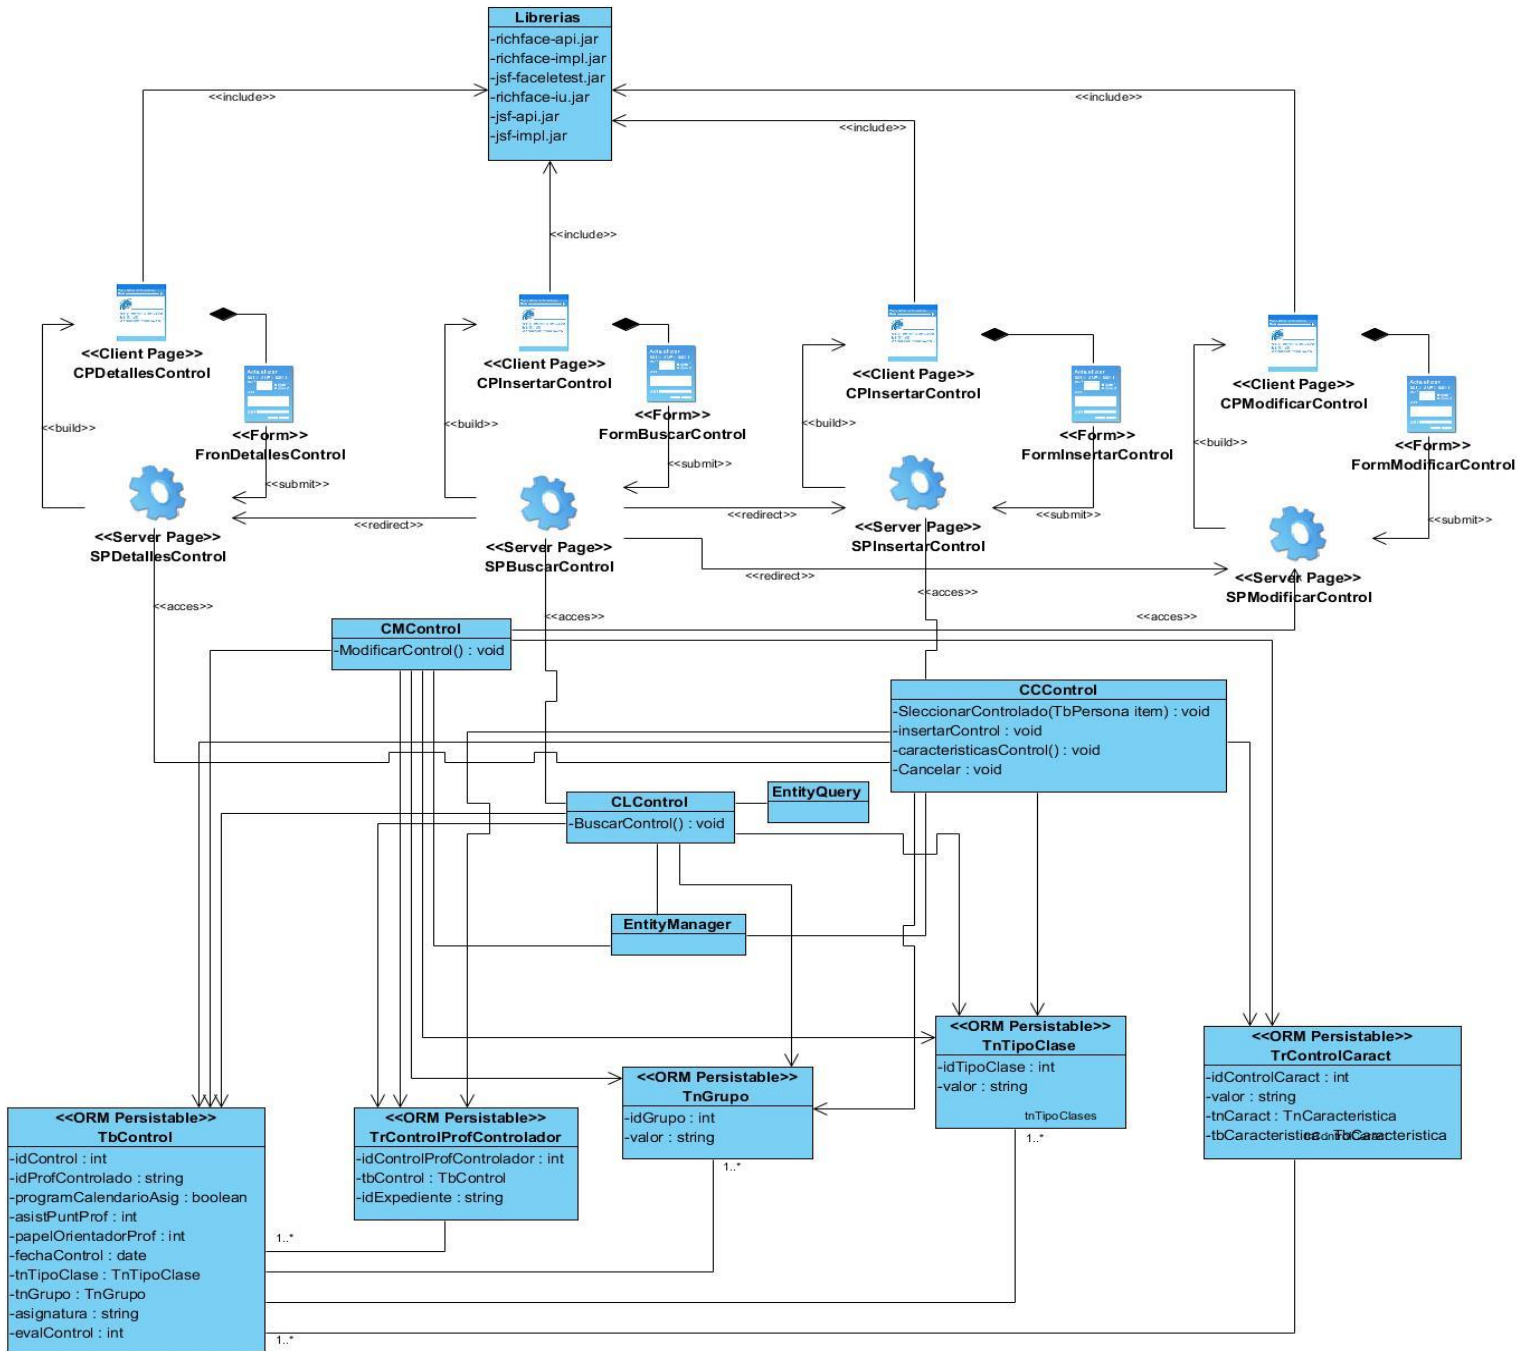 Librerias
-richface-api.jar
-richface-impl.jar
-jsf-faceletest.jar
-richface-iu.jar
-jsf-api.jar
-jsf-impl.jar
<<include>>
<<include>>
<<include>>
<<include>>
<<Client Page>>
CPDetallesControl
<<Form>>
FronDetallesControl
<<build>>
<<submit>>
<<Server Page>>
SPDetallesControl
<<Client Page>>
CPInsertarControl
<<Form>>
FormBuscarControl
<<build>>
<<submit>>
<<Server Page>>
SPBuscarControl
<<Client Page>>
CPInsertarControl
<<Form>>
FormInsertarControl
<<build>>
<<submit>>
<<Server Page>>
SPInsertarControl
<<Client Page>>
CPModificarControl
<<Form>>
FormModificarControl
<<build>>
<<submit>>
<<Server Page>>
SPModificarControl
<<redirect>>
<<redirect>>
<<redirect>>
<<acces>>
<<acces>>
<<acces>>
<<acces>>
CMControl
-ModificarControl() : void
CCControl
-SleccionarControlado(TbPersona item) : void
-insertarControl : void
-caracteristicasControl() : void
-Cancelar : void
CLControl
-BuscarControl() : void
EntityQuery
EntityManager
<<ORM Persistable>>
TnTipoClase
-idTipoClase : int
-valor : string
tnTipoClases
1..*
<<ORM Persistable>>
TrControlCaract
-idControlCaract : int
-valor : string
-tnCaract : TnCaracteristica
-tbCaracteristica : TbCaracteristica
<<ORM Persistable>>
TnGrupo
-idGrupo : int
-valor : string
1..*
<<ORM Persistable>>
TbControl
-idControl : int
-idProfControlado : string
-programCalendarioAsig : boolean
-asistPuntProf : int
-papelOrientadorProf : int
-fechaControl : date
-tnTipoClase : TnTipoClase
-tnGrupo : TnGrupo
-asignatura : string
-evalControl : int
<<ORM Persistable>>
TrControlProfControlador
-idControlProfControlador : int
-tbControl : TbControl
-idExpediente : string
1..*
1..*